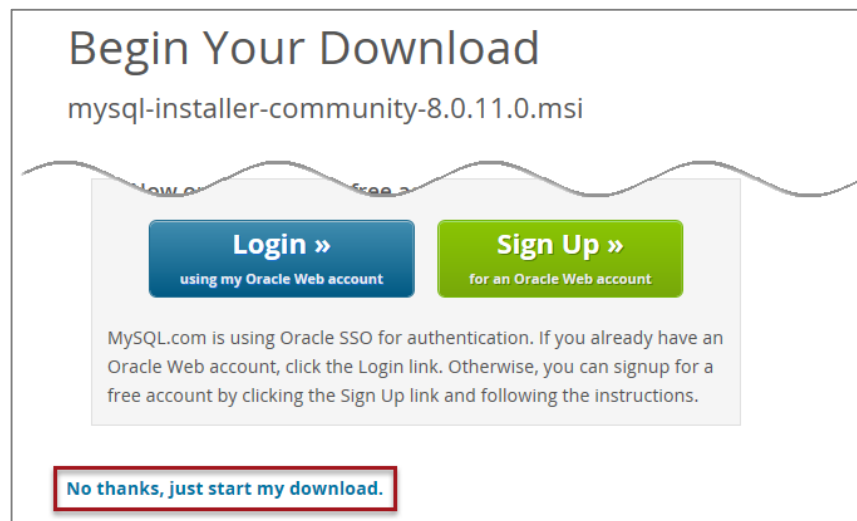 Begin Your Download
mysql-installer-community-8.0.11.0.msi
free
Login »
using my Oracle Web account
Sign Up »
for an Oracle Web account
MySQL.com is using Oracle SSO for authentication. If you already have an
Oracle Web account, click the Login link. Otherwise, you can signup for a
free account by clicking the Sign Up link and following the instructions.
No thanks, just start my download.